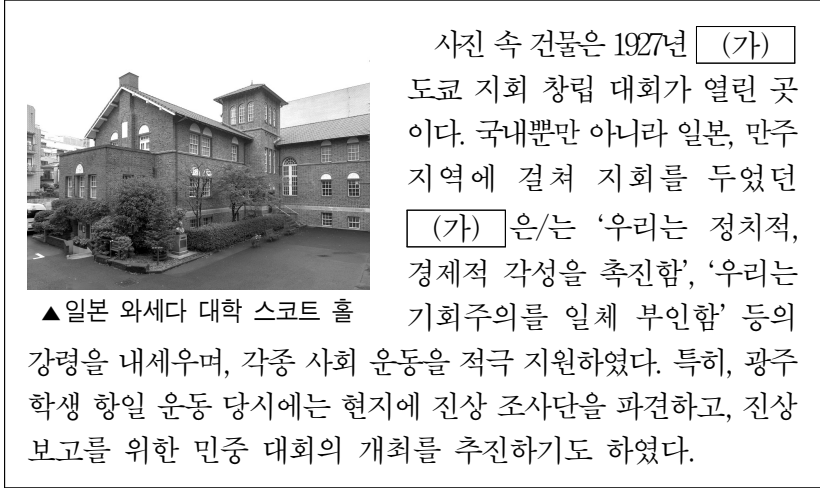 사진 속 건물은 1927년 (가)
도쿄 지회 창립 대회가 열린 곳
이다. 국내뿐만 아니라 일본, 만주
지역에 걸쳐 지회를 두었던
(가) 은/는 ‘우리는 정치적,
경제적 각성을 촉진함’, ‘우리는
기회주의를 일체 부인함’ 등의
▲일본 와세다 대학 스코트 홀
강령을 내세우며, 각종 사회 운동을 적극 지원하였다. 특히, 광주
학생 항일 운동 당시에는 현지에 진상 조사단을 파견하고, 진상
보고를 위한 민중 대회의 개최를 추진하기도 하였다.